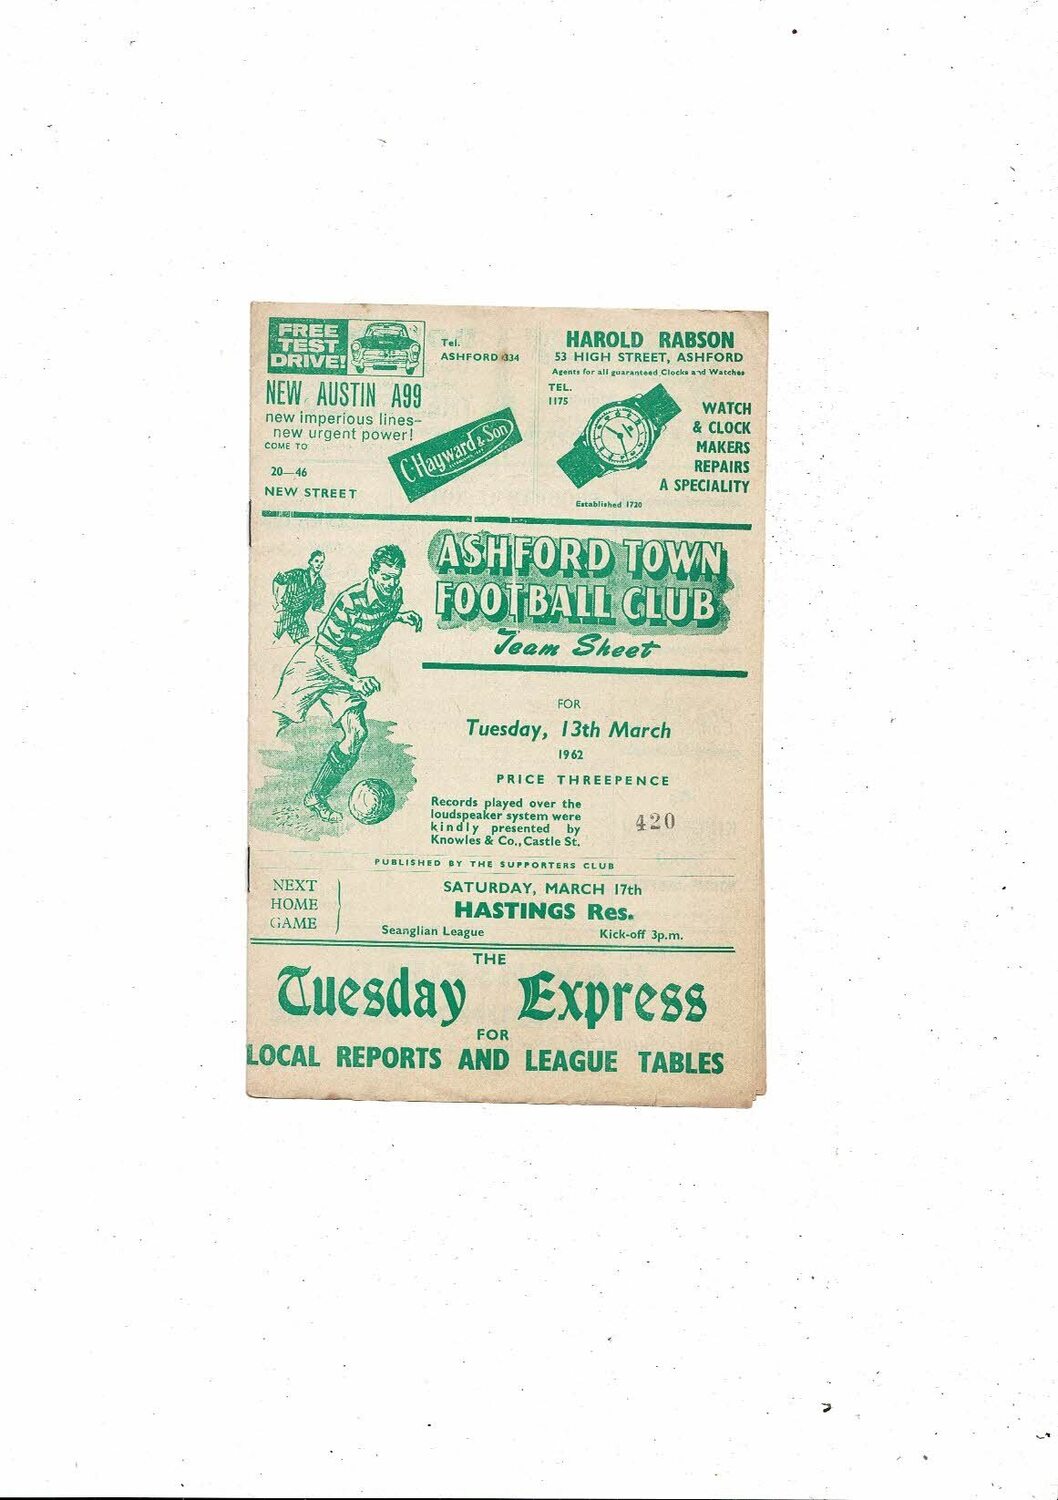 FREE
TEST
DRIVE!
Tel.
ASHFORD 334
NEW AUSTIN A99
new imperious lines—
new urgent power!
COME TO
C. Hayward & Son
20—46
NEW STREET
HAROLD RABSON
53 HIGH STREET, ASHFORD
Agents for all guaranteed Clocks and Watches
TEL.
1175
WATCH
& CLOCK
MAKERS
REPAIRS
A SPECIALITY
Established 1720
ASHFORD TOWN
FOOTBALL CLUB
Team Sheet
FOR
Tuesday, 13th March
1962
PRICE THREEPENCE
Records played over the
loudspeaker system were
kindly presented by
Knowles & Co., Castle St.
420
PUBLISHED BY THE SUPPORTERS CLUB
NEXT
HOME
GAME
SATURDAY, MARCH 17th
HASTINGS Res.
Seanglian League Kick-off 3p.m.
THE
Tuesday Express
FOR
LOCAL REPORTS AND LEAGUE TABLES